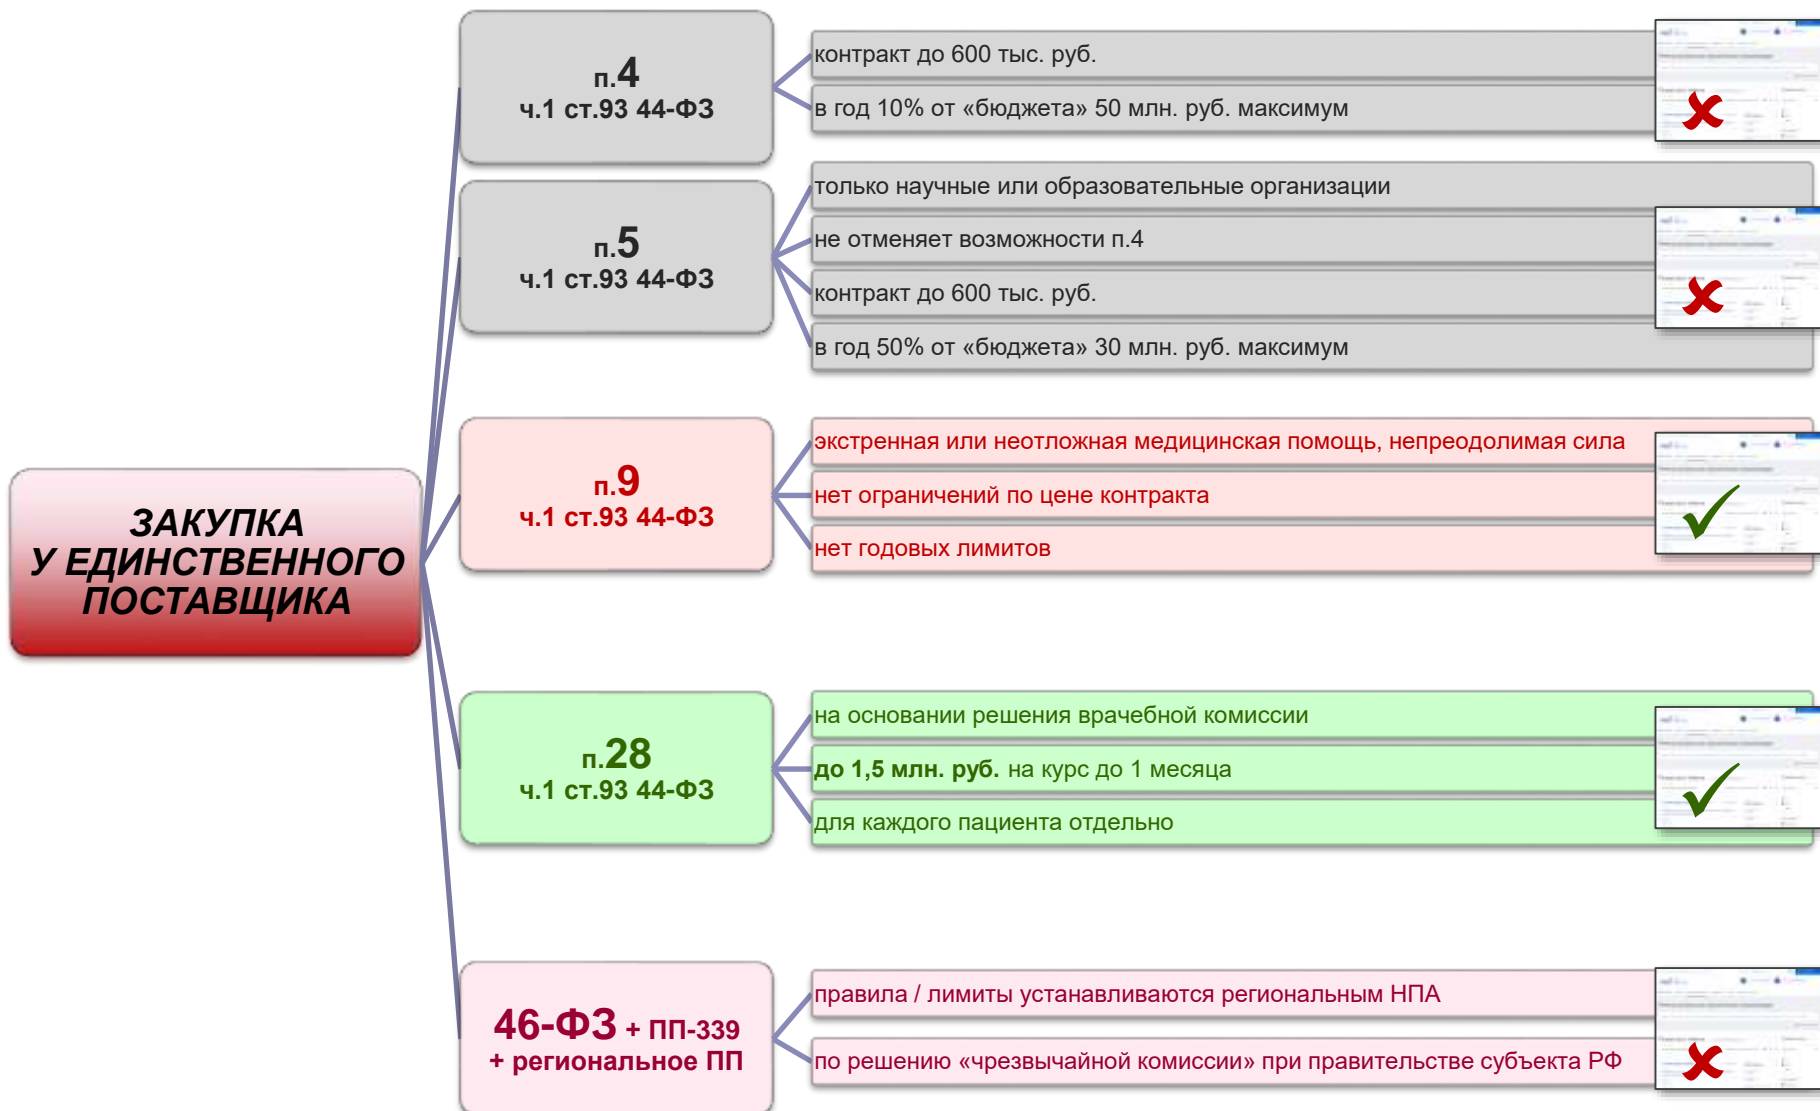 ЗАКУПКА
У ЕДИНСТВЕННОГО
ПОСТАВЩИКА
п.4
ч.1 ст.93 44-ФЗ
контракт до 600 тыс. руб.
в год 10% от «бюджета» 50 млн. руб. максимум
п.5
ч.1 ст.93 44-ФЗ
только научные или образовательные организации
не отменяет возможности п.4
контракт до 600 тыс. руб.
в год 50% от «бюджета» 30 млн. руб. максимум
п.9
ч.1 ст.93 44-ФЗ
экстренная или неотложная медицинская помощь, непреодолимая сила
нет ограничений по цене контракта
нет годовых лимитов
п.28
ч.1 ст.93 44-ФЗ
на основании решения врачебной комиссии
до 1,5 млн. руб. на курс до 1 месяца
для каждого пациента отдельно
46-ФЗ + ПП-339
+ региональное ПП
правила / лимиты устанавливаются региональным НПА
по решению «чрезвычайной комиссии» при правительстве субъекта РФ